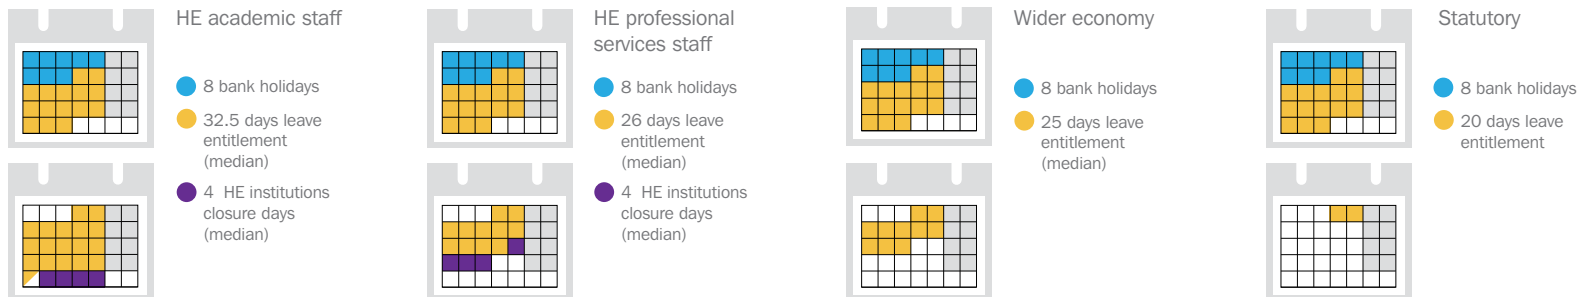 HE academic staff
8 bank holidays
32.5 days leave
entitlement
(median)
4 HE institutions
closure days
(median)
HE professional
services staff
8 bank holidays
26 days leave
entitlement
(median)
4 HE institutions
closure days
(median)
Wider economy
8 bank holidays
25 days leave
entitlement
(median)
Statutory
8 bank holidays
20 days leave
entitlement